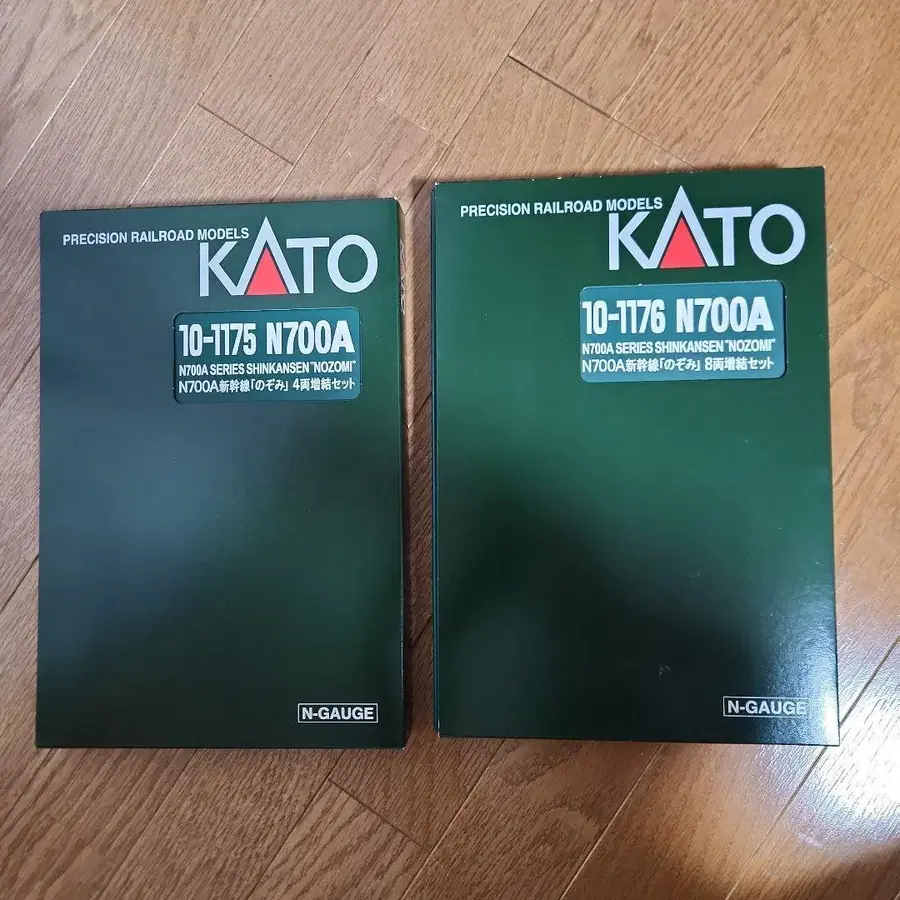 PRECISION RAILROAD MODELS
KATO
10-1175 N700A
N700A SERIES SHINKANSEN "NOZOMI"
N700A新幹線「のぞみ」4両増結セット
N-GAUGE
PRECISION RAILROAD MODELS
KATO
10-1176 N700A
N700A SERIES SHINKANSEN "NOZOMI"
N700A新幹線「のぞみ」8両増結セット
N-GAUGE